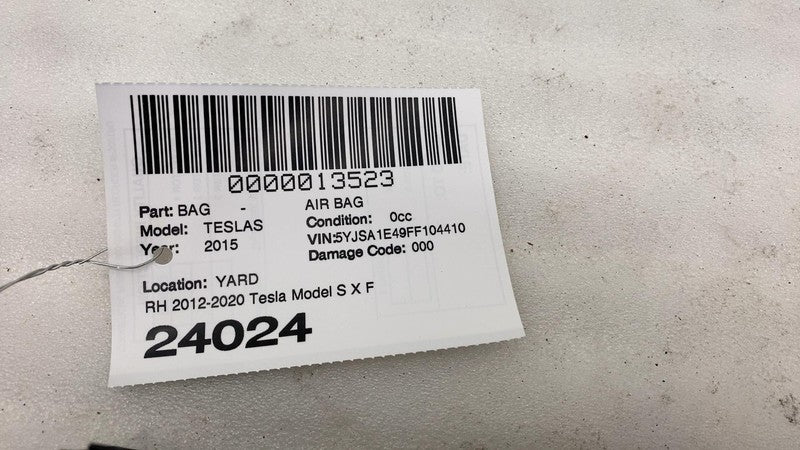 0000013523
Part: BAG - AIR BAG
Model: TESLAS Condition: 0cc
Year: 2015 VIN:5YJSA1E49FF104410
Damage Code: 000
Location: YARD
RH 2012-2020 Tesla Model S X F
24024